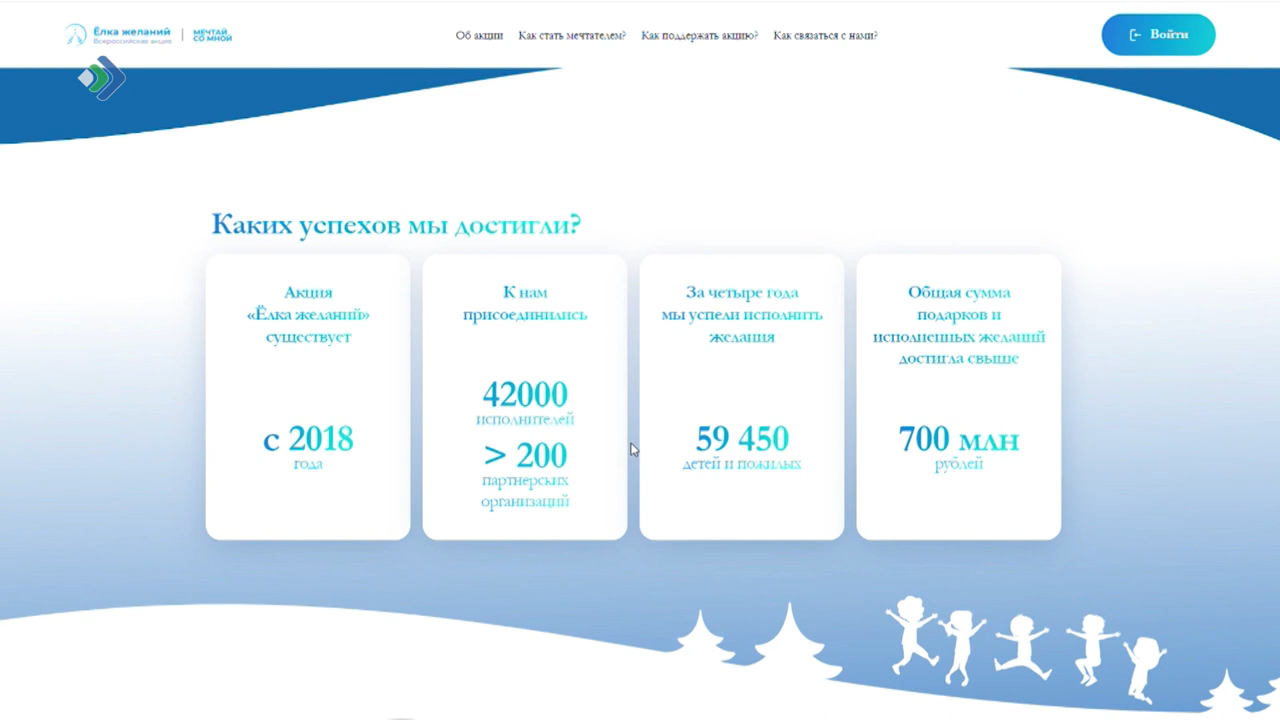 Ёлка желаний
Всероссийская акция
МЕЧТАЙ
СО МНОЙ
Об акции
Как стать мечтателем?
Как поддержать акцию?
Как связаться с нами?
Войти
Каких успехов мы достигли?
Акция
«Ёлка желаний»
существует
с 2018
года
К нам
присоединились
42000
исполнителей
> 200
партнерских
организаций
За четыре года
мы успели исполнить
желания
59 450
детей и пожилых
Общая сумма
подарков и
исполненных желаний
достигла свыше
700 млн
рублей